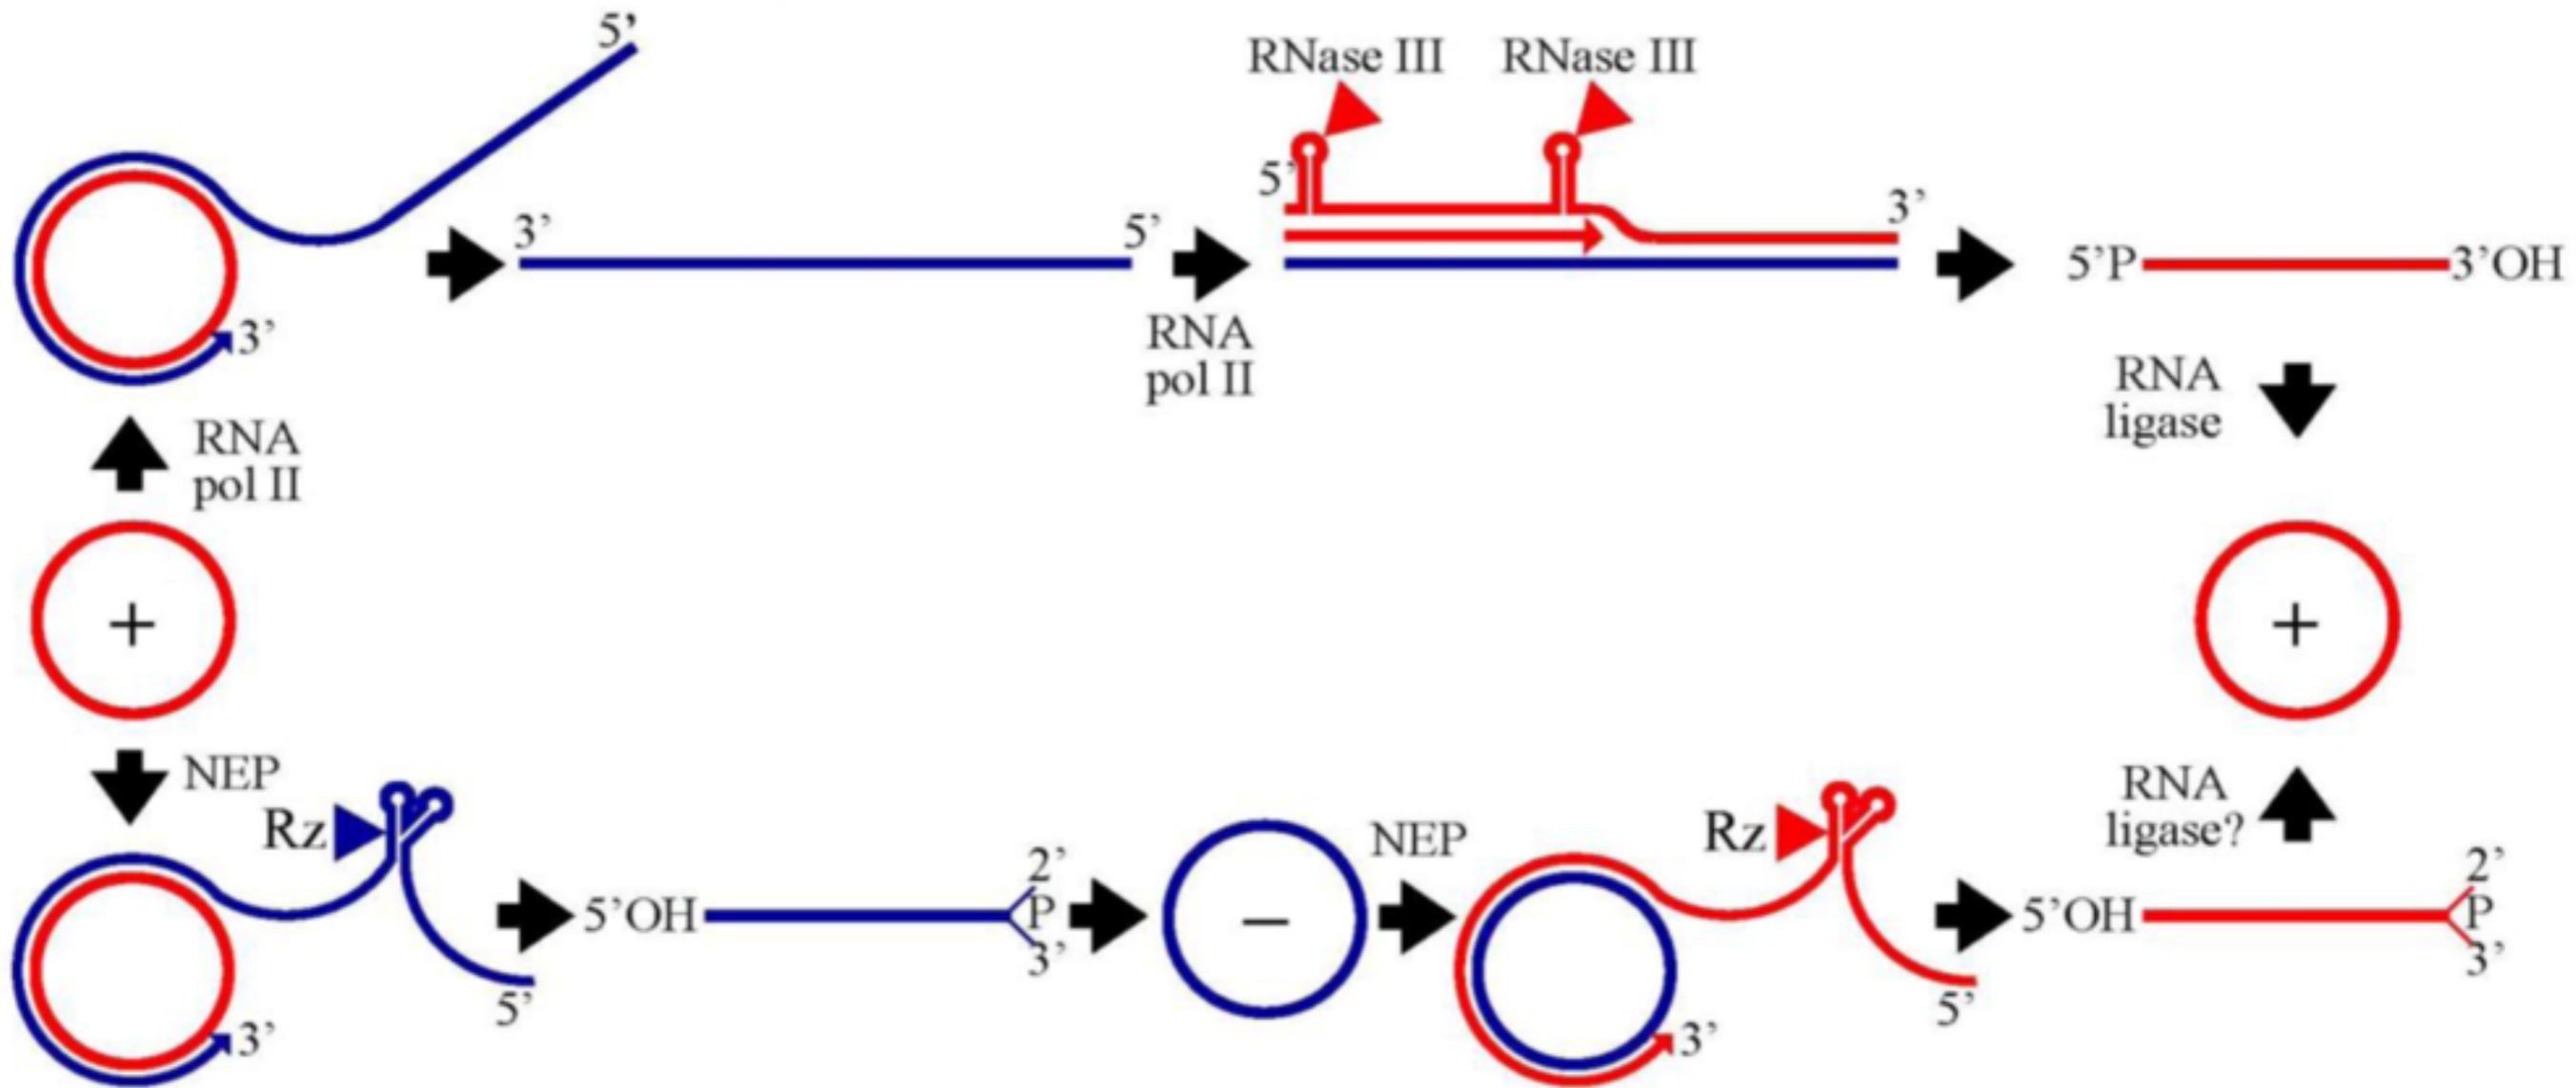 5’
RNase III RNase III
5’
3’ 5’
3’
5’P 3’OH
3’
RNA
pol II
RNA
ligase
RNA
pol II
+
+
NEP
Rz
NEP
Rz
RNA
ligase?
5’OH 2’
P
3’
−
5’OH 2’
P
3’
5’
5’
3’
3’